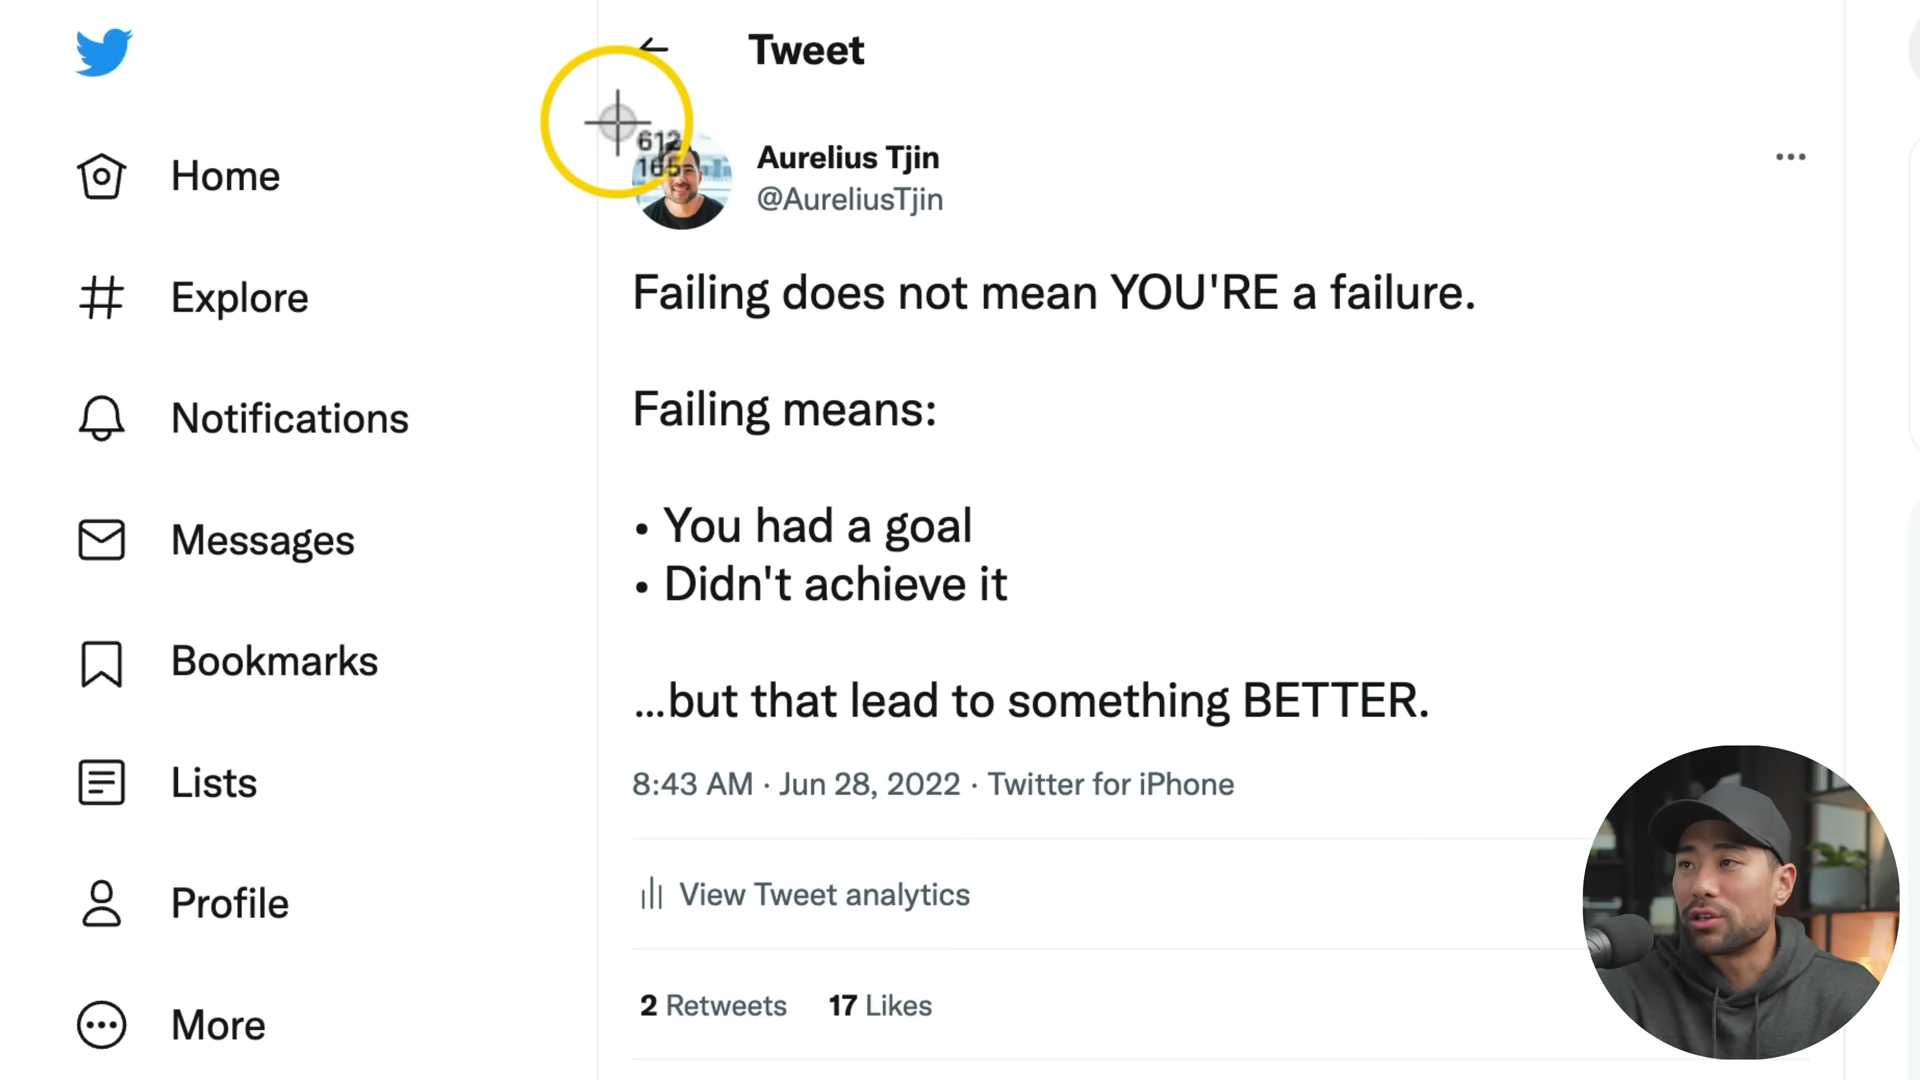 Tweet
Home
Explore
Notifications
Messages
Bookmarks
Lists
Profile
More
612
165
Aurelius Tjin
@AureliusTjin
Failing does not mean YOU'RE a failure.
Failing means:
• You had a goal
• Didn't achieve it
...but that lead to something BETTER.
8:43 AM · Jun 28, 2022 · Twitter for iPhone
View Tweet analytics
2 Retweets 17 Likes